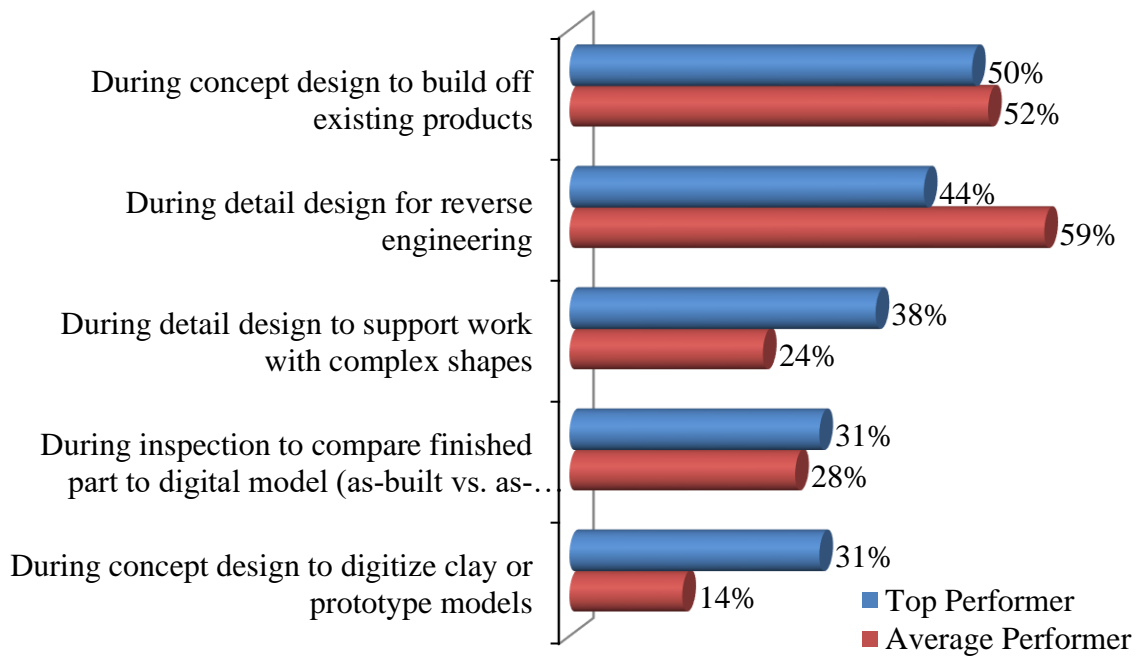 During concept design to build off
existing products
50%
52%
During detail design for reverse
engineering
44%
59%
During detail design to support work
with complex shapes
38%
24%
During inspection to compare finished
part to digital model (as-built vs. as-…
31%
28%
During concept design to digitize clay or
prototype models
31%
14%
Top Performer
Average Performer